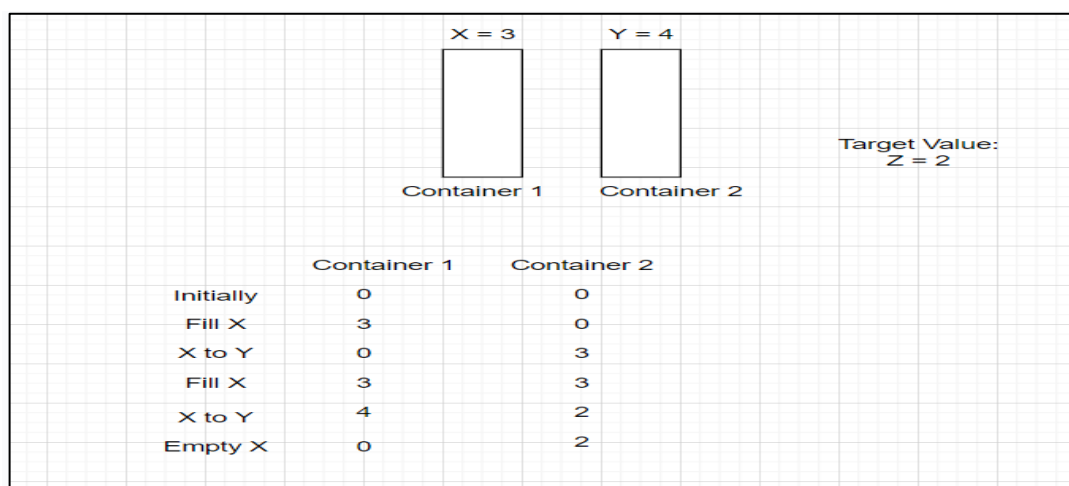 X = 3 Y = 4
Target Value:
Z = 2
Container 1 Container 2
Container 1 Container 2
Initially 0 0
Fill X 3 0
X to Y 0 3
Fill X 3 3
X to Y 4 2
Empty X 0 2